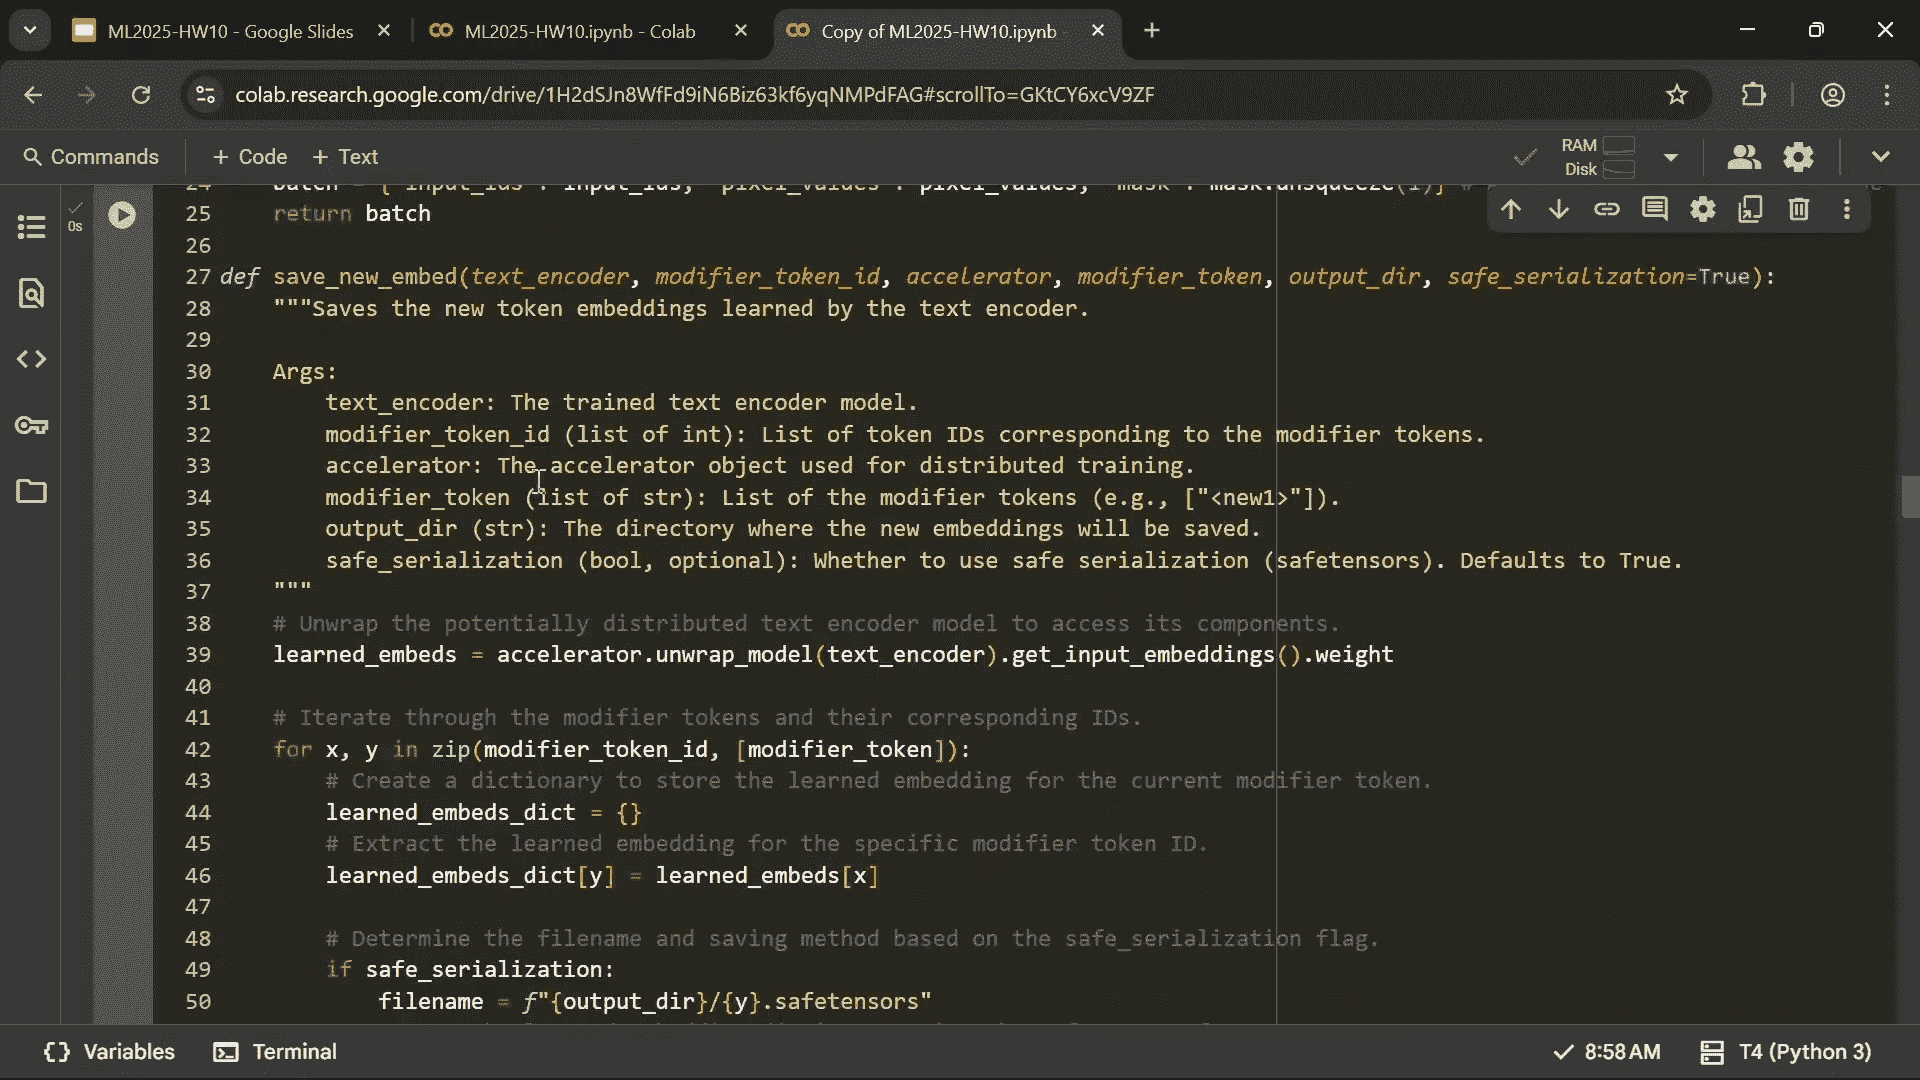 ML2025-HW10 - Google Slides
ML2025-HW10.ipynb - Colab
Copy of ML2025-HW10.ipynb
colab.research.google.com/drive/1H2dSJn8WfFd9iN6Biz63kf6yqNMPdFAG#scrollTo=GKtCY6xcV9ZF
Commands + Code + Text
RAM
Disk
0s
24 batch = {"input_ids": input_ids, "pixel_values": pixel_values, "mask": mask.unsqueeze(1)} #
25 return batch
26
27 def save_new_embed(text_encoder, modifier_token_id, accelerator, modifier_token, output_dir, safe_serialization=True):
28 """Saves the new token embeddings learned by the text encoder.
29
30 Args:
31 text_encoder: The trained text encoder model.
32 modifier_token_id (list of int): List of token IDs corresponding to the modifier tokens.
33 accelerator: The accelerator object used for distributed training.
34 modifier_token (list of str): List of the modifier tokens (e.g., ["<new1>"]).
35 output_dir (str): The directory where the new embeddings will be saved.
36 safe_serialization (bool, optional): Whether to use safe serialization (safetensors). Defaults to True.
37 """
38 # Unwrap the potentially distributed text encoder model to access its components.
39 learned_embeds = accelerator.unwrap_model(text_encoder).get_input_embeddings().weight
40
41 # Iterate through the modifier tokens and their corresponding IDs.
42 for x, y in zip(modifier_token_id, [modifier_token]):
43 # Create a dictionary to store the learned embedding for the current modifier token.
44 learned_embeds_dict = {}
45 # Extract the learned embedding for the specific modifier token ID.
46 learned_embeds_dict[y] = learned_embeds[x]
47
48 # Determine the filename and saving method based on the safe_serialization flag.
49 if safe_serialization:
50 filename = f"{output_dir}/{y}.safetensors"
{} Variables Terminal
8:58 AM T4 (Python 3)